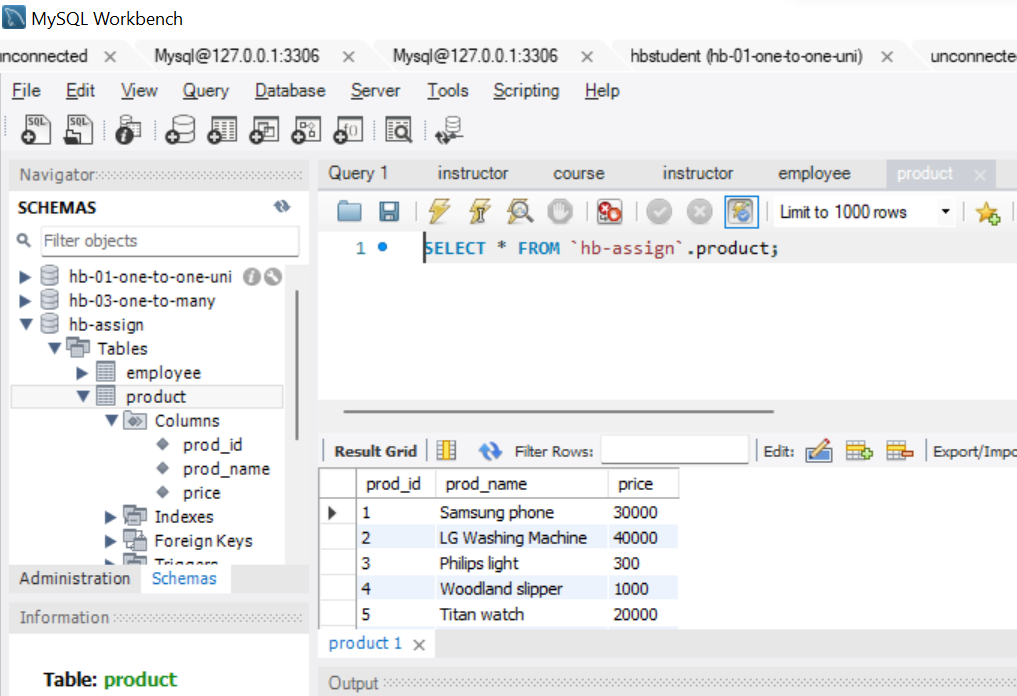 MySQL Workbench
nconnected Mysql@127.0.0.1:3306 Mysql@127.0.0.1:3306 hbstudent (hb-01-one-to-one-uni) unconnecte
File Edit View Query Database Server Tools Scripting Help
SQL SQL
Navigator
Query 1 instructor course instructor employee product
SCHEMAS
Limit to 1000 rows
Filter objects
1 SELECT * FROM `hb-assign`.product;
hb-01-one-to-one-uni
hb-03-one-to-many
hb-assign
Tables
employee
product
Columns
prod_id
prod_name
price
Indexes
Foreign Keys
Triggers
Result Grid Filter Rows: Edit: Export/Impo
prod_id prod_name price
1 Samsung phone 30000
2 LG Washing Machine 40000
3 Philips light 300
4 Woodland slipper 1000
5 Titan watch 20000
Administration Schemas
Information
product 1
Table: product
Output